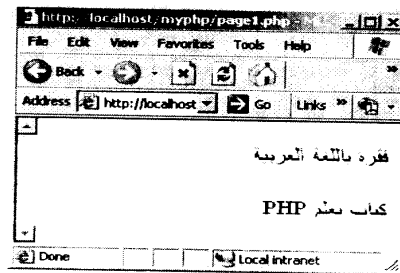 http://localhost/myphp/page1.php -
File Edit View Favorites Tools Help
Back
Address http://localhost Go Links
فقرة باللغة العربية
كتاب تعلم PHP
Done Local intranet